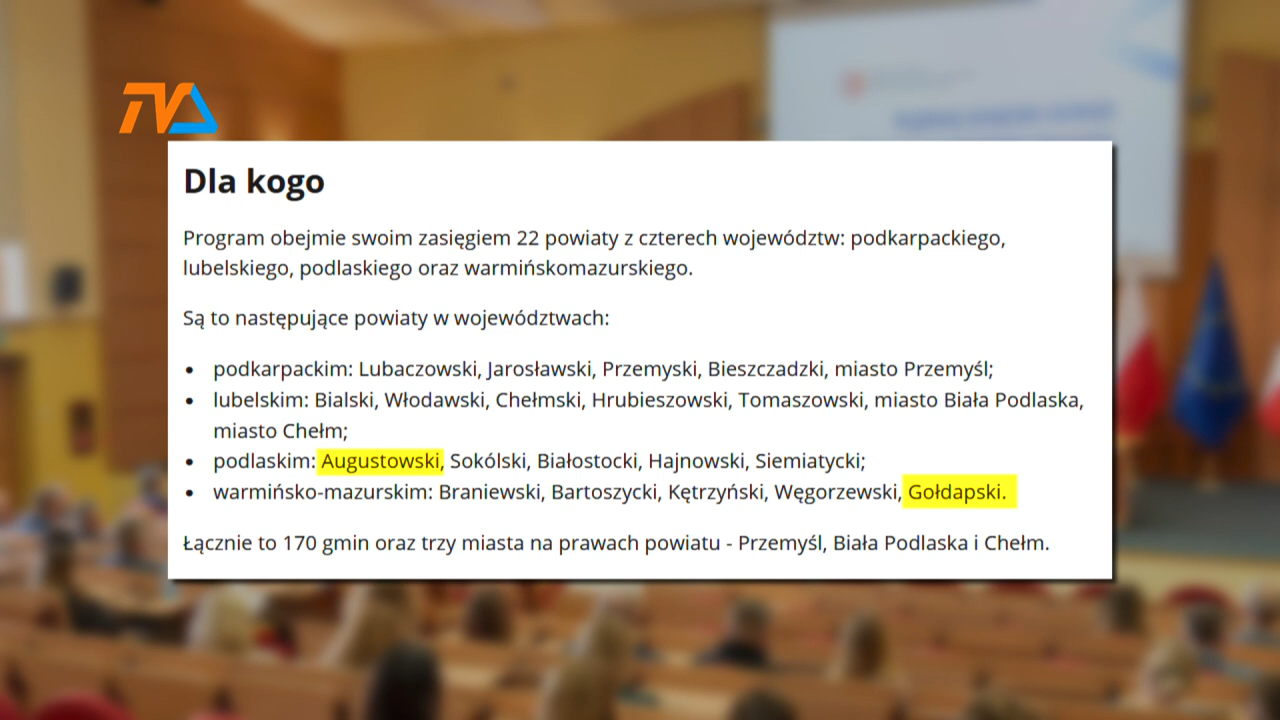 TVA
Dla kogo
Program obejmie swoim zasięgiem 22 powiaty z czterech województw: podkarpackiego,
lubelskiego, podlaskiego oraz warmińskomazurskiego.
Są to następujące powiaty w województwach:
• podkarpackim: Lubaczowski, Jarosławski, Przemyski, Bieszczadzki, miasto Przemyśl;
• lubelskim: Bialski, Włodawski, Chełmski, Hrubieszowski, Tomaszowski, miasto Biała Podlaska,
miasto Chełm;
• podlaskim: Augustowski, Sokólski, Białostocki, Hajnowski, Siemiatycki;
• warmińsko-mazurskim: Braniewski, Bartoszycki, Kętrzyński, Węgorzewski, Gołdapski.
Łącznie to 170 gmin oraz trzy miasta na prawach powiatu - Przemyśl, Biała Podlaska i Chełm.